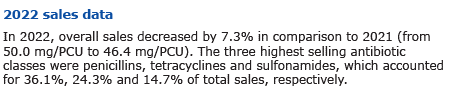 2022 sales data
In 2022, overall sales decreased by 7.3% in comparison to 2021 (from
50.0 mg/PCU to 46.4 mg/PCU). The three highest selling antibiotic
classes were penicillins, tetracyclines and sulfonamides, which accounted
for 36.1%, 24.3% and 14.7% of total sales, respectively.